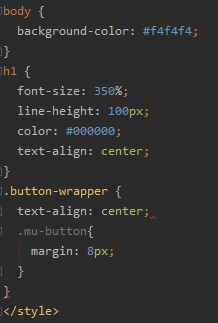 body {
background-color: #f4f4f4;
}
h1 {
font-size: 350%;
line-height: 100px;
color: #000000;
text-align: center;
}
.button-wrapper {
text-align: center;
.mu-button{
margin: 8px;
}
}
</style>